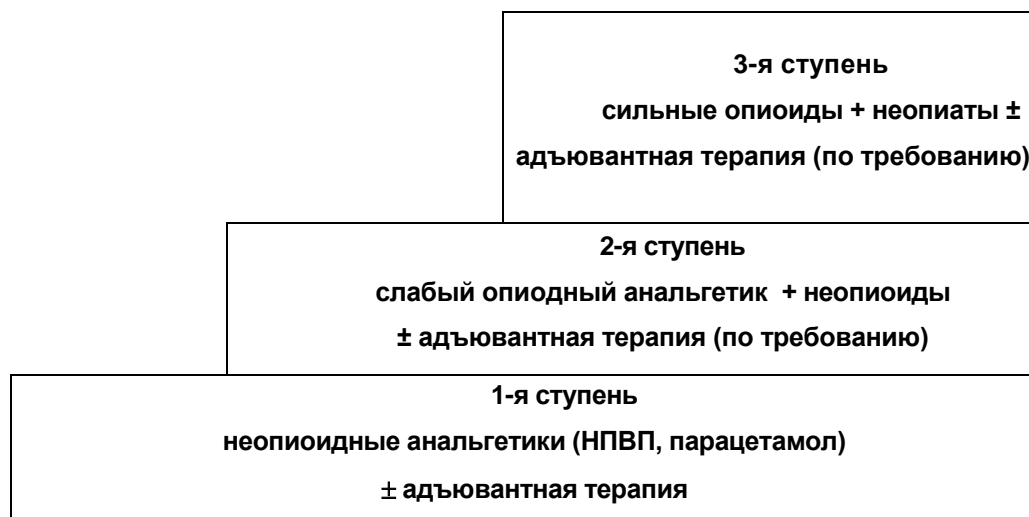 3-я ступень
сильные опиоиды + неопиаты ±
адъювантная терапия (по требованию)
2-я ступень
слабый опиодный анальгетик + неопиоиды
± адъювантная терапия (по требованию)
1-я ступень
неопиоидные анальгетики (НПВП, парацетамол)
± адъювантная терапия